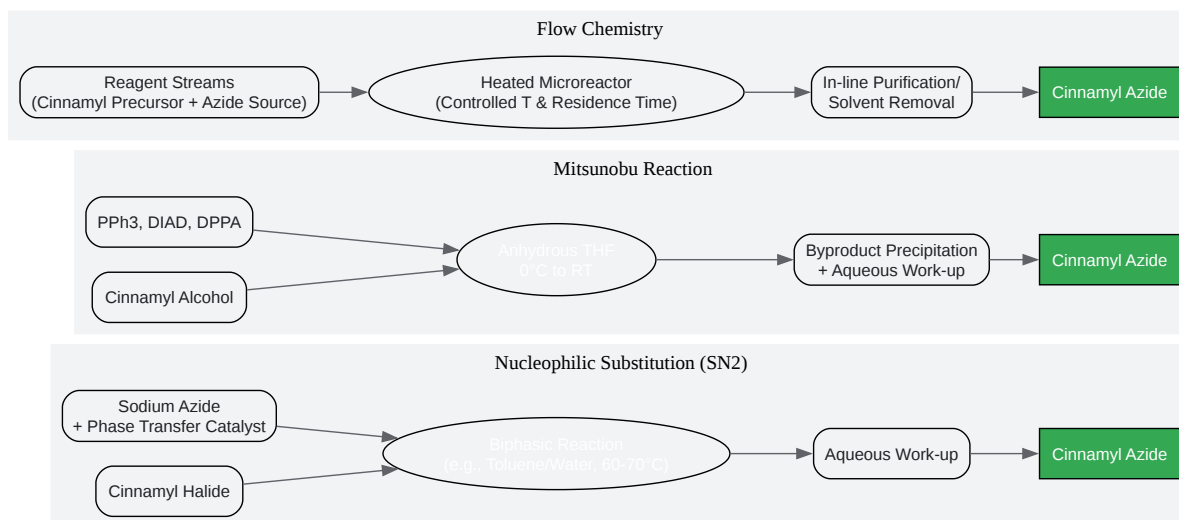 Flow Chemistry
Reagent Streams
(Cinnamyl Precursor + Azide Source)
Heated Microreactor
(Controlled T & Residence Time)
In-line Purification/
Solvent Removal
Cinnamyl Azide
Mitsunobu Reaction
PPh3, DIAD, DPPA
Cinnamyl Alcohol
Anhydrous THF
0°C to RT
Byproduct Precipitation
+ Aqueous Work-up
Cinnamyl Azide
Nucleophilic Substitution (SN2)
Sodium Azide
+ Phase Transfer Catalyst
Cinnamyl Halide
Biphasic Reaction
(e.g., Toluene/Water, 60-70°C)
Aqueous Work-up
Cinnamyl Azide